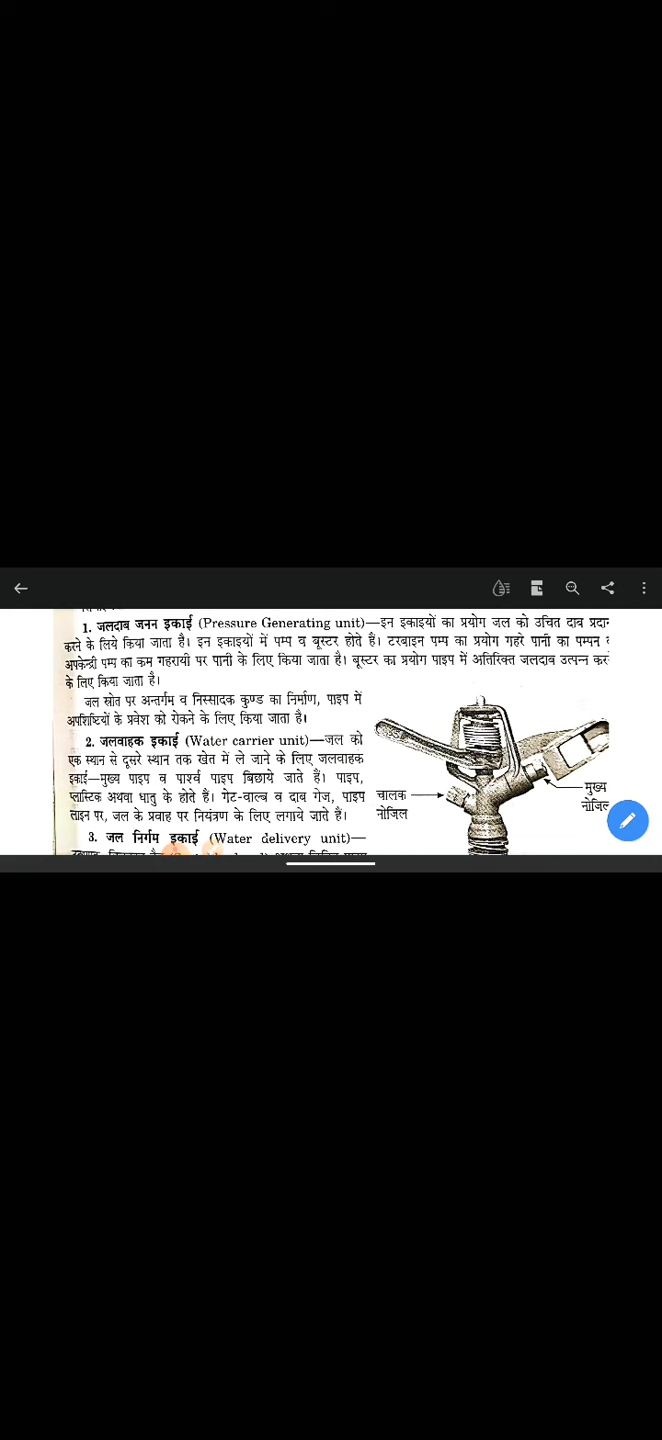 1. जलदाब जनन इकाई (Pressure Generating unit)—इन इकाइयों का प्रयोग जल को उचित दाब
करने के लिये किया जाता है। इन इकाइयों में पम्प व बूस्टर होते हैं। टरबाइन पम्प का प्रयोग गहरे पानी का पम्पन
अपकेन्द्री पम्प का कम गहरायी पर पानी के लिए किया जाता है। बूस्टर का प्रयोग पाइप में अतिरिक्त जलदाब उत्पन्न
के लिए किया जाता है।
जल स्रोत पर अन्तर्गम व निस्सादक कुण्ड का निर्माण, पाइप में
अपशिष्टियों के प्रवेश को रोकने के लिए किया जाता है।
2. जलवाहक इकाई (Water carrier unit)—जल को
एक स्थान से दूसरे स्थान तक खेत में ले जाने के लिए जलवाहक
इकाई—मुख्य पाइप व पार्श्व पाइप बिछाये जाते हैं। पाइप,
प्लास्टिक अथवा धातु के होते हैं। गेट-वाल्व व दाब गेज, पाइप
लाइन पर, जल के प्रवाह पर नियंत्रण के लिए लगाये जाते हैं।
चालक
नोजिल
मुख्य
नोजिल
3. जल निर्गम इकाई (Water delivery unit)—